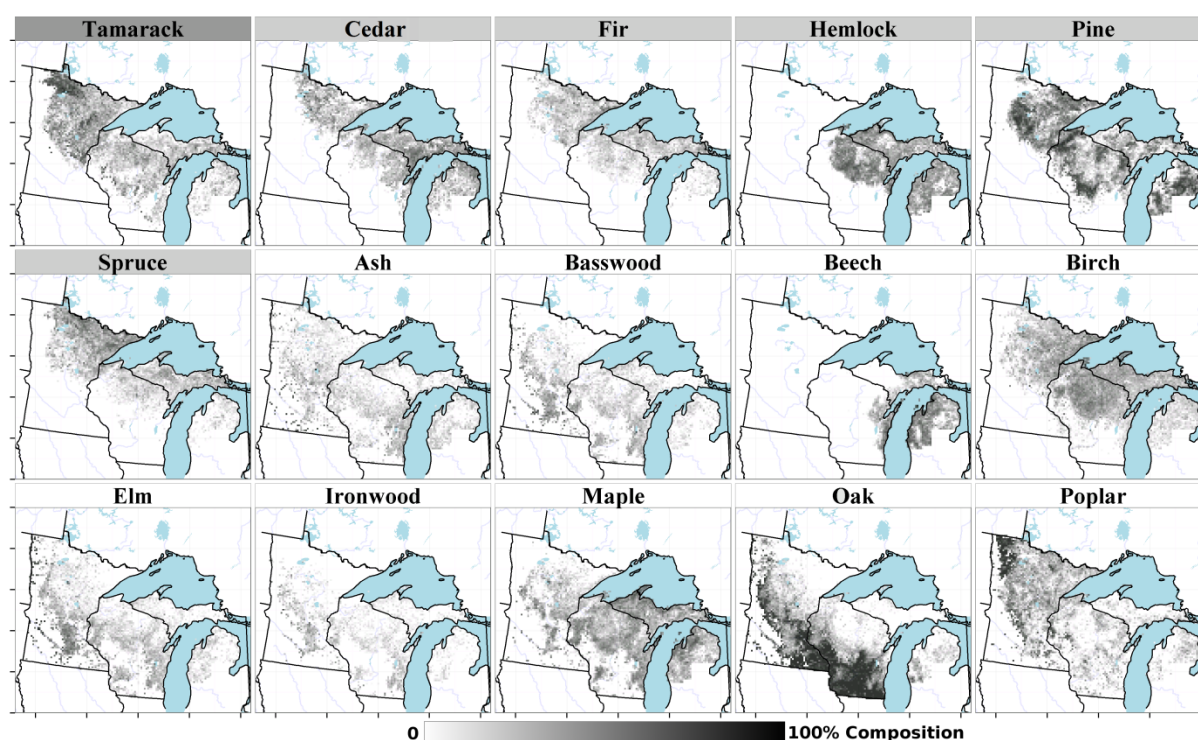 Tamarack Cedar Fir Hemlock Pine
Spruce Ash Basswood Beech Birch
Elm Ironwood Maple Oak Poplar
0 100% Composition